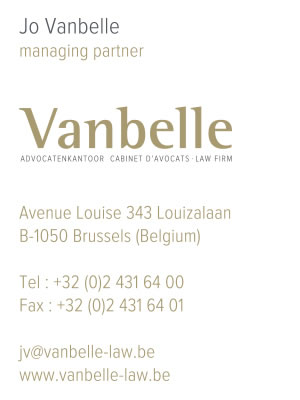 Jo Vanbelle
managing partner
Vanbelle
ADVOCATENKANTOOR · CABINET D'AVOCATS · LAW FIRM
Avenue Louise 343 Louizalaan
B-1050 Brussels (Belgium)
Tel : +32 (0)2 431 64 00
Fax : +32 (0)2 431 64 01
jv@vanbelle-law.be
www.vanbelle-law.be